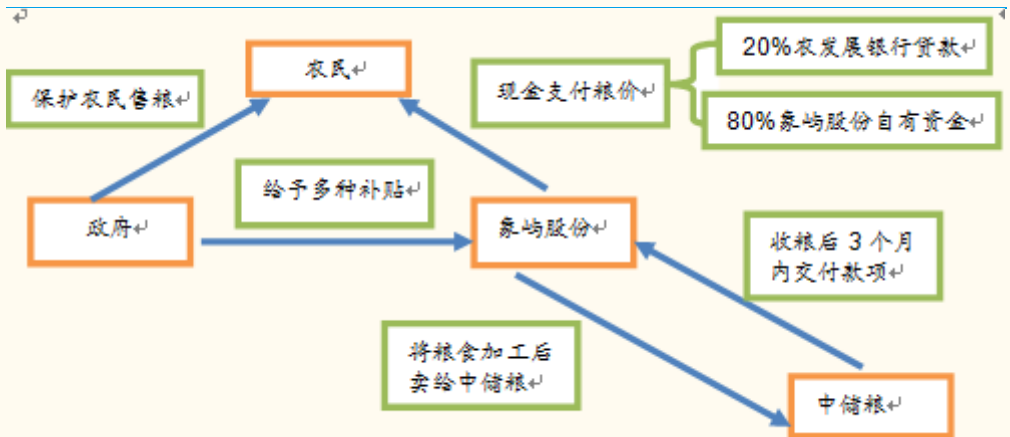 农民
20%农发展银行贷款
保护农民售粮
现金支付粮价
80%象屿股份自有资金
给予多种补贴
政府
象屿股份
收粮后 3 个月
内交付款项
将粮食加工后
卖给中储粮
中储粮